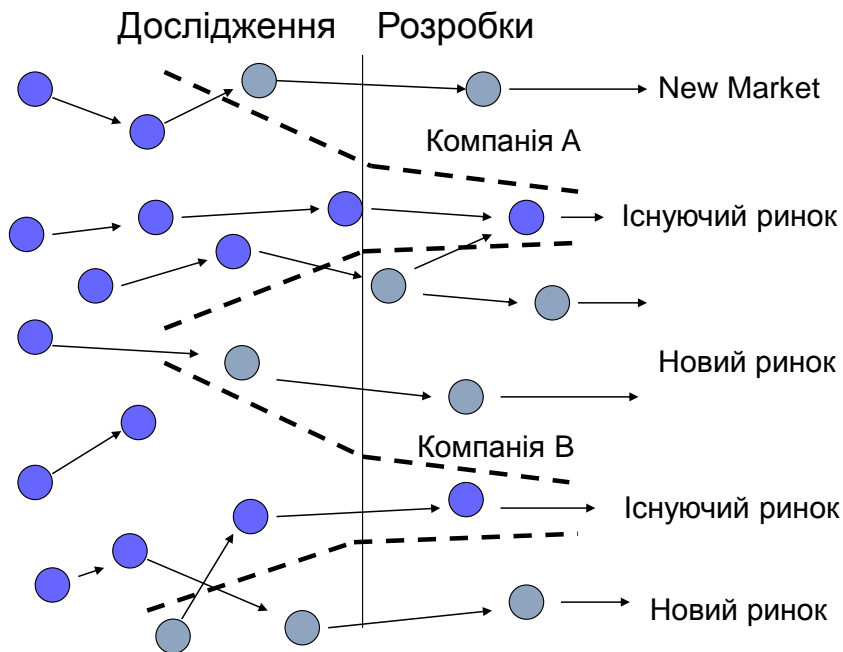 Дослідження Розробки
New Market
Компанія А
Існуючий ринок
Новий ринок
Компанія В
Існуючий ринок
Новий ринок